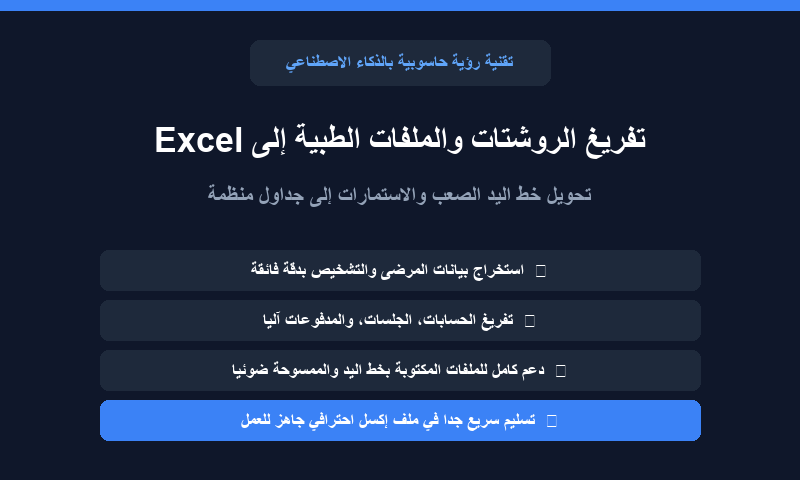 تقنية رؤية حاسوبية بالذكاء الاصطناعي
تفريغ الروشتات والملفات الطبية إلى Excel
تحويل خط اليد الصعب والاستمارات إلى جداول منظمة
استخراج بيانات المرضى والتشخيص بدقة فائقة
تفريغ الحسابات، الجلسات، والمدفوعات آليا
دعم كامل للملفات المكتوبة بخط اليد والممسوحة ضوئيا
تسليم سريع جدا في ملف إكسل احترافي جاهز للعمل